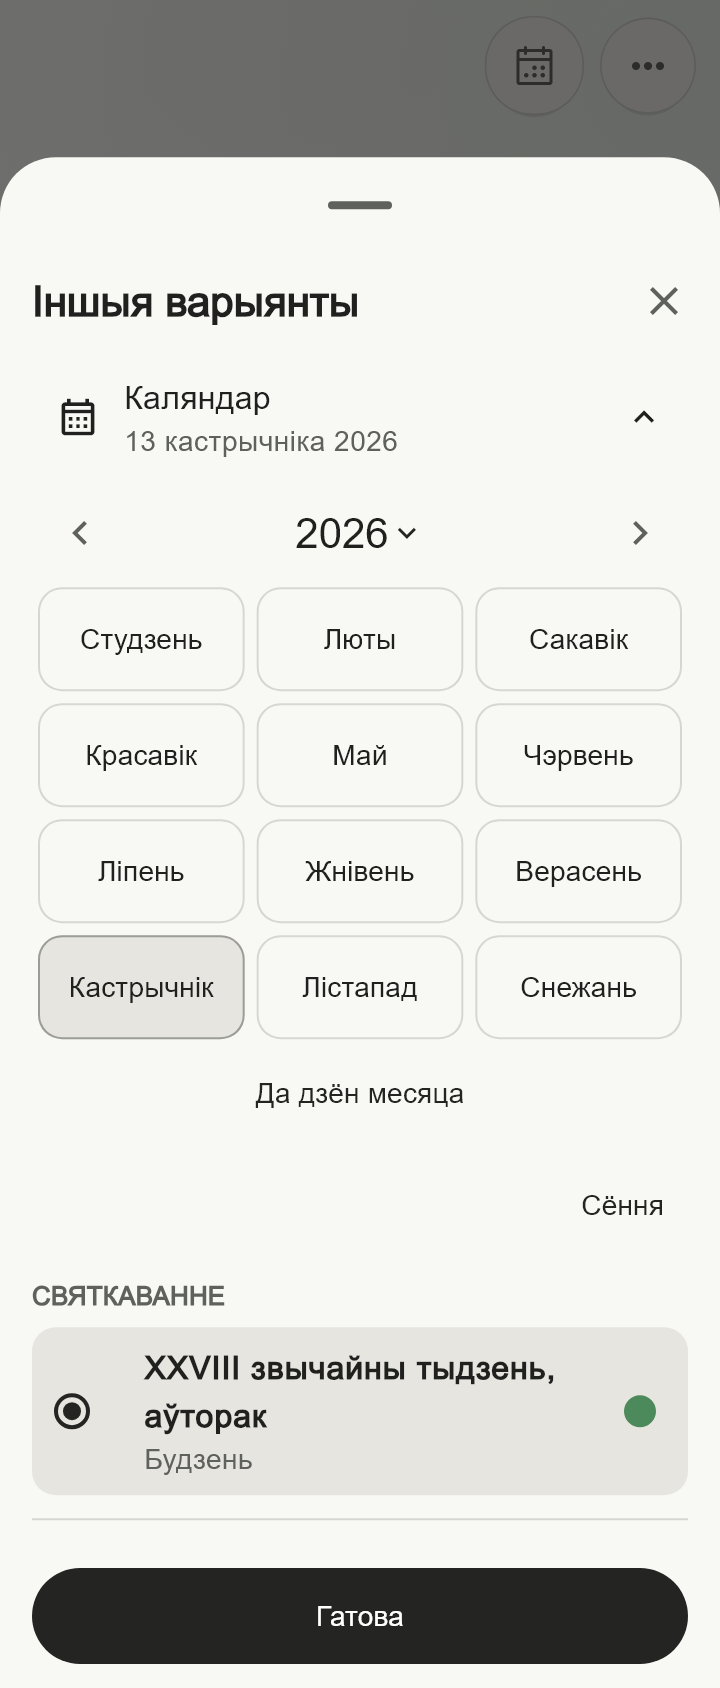 Іншыя варыянты
Каляндар
13 кастрычніка 2026
2026
Студзень
Люты
Сакавік
Красавік
Май
Чэрвень
Ліпень
Жнівень
Верасень
Кастрычнік
Лістапад
Снежань
Да дзён месяца
Сёння
СВЯТКАВАННЕ
XXVIII звычайны тыдзень,
аўторак
Будзень
Гатова